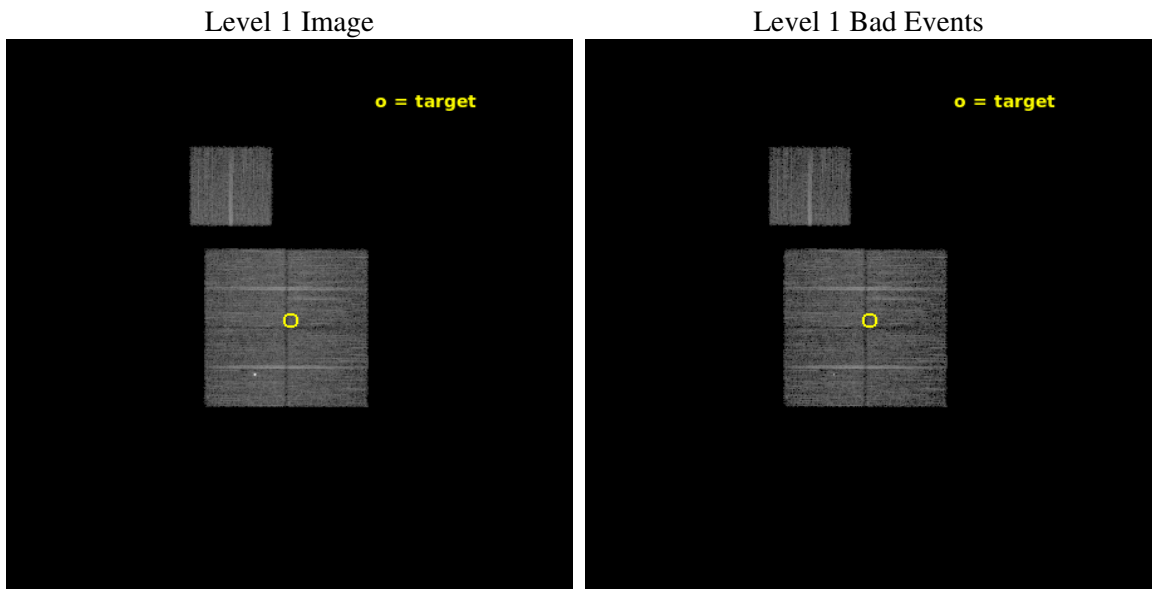 Level 1 Image
Level 1 Bad Events
o = target
o = target